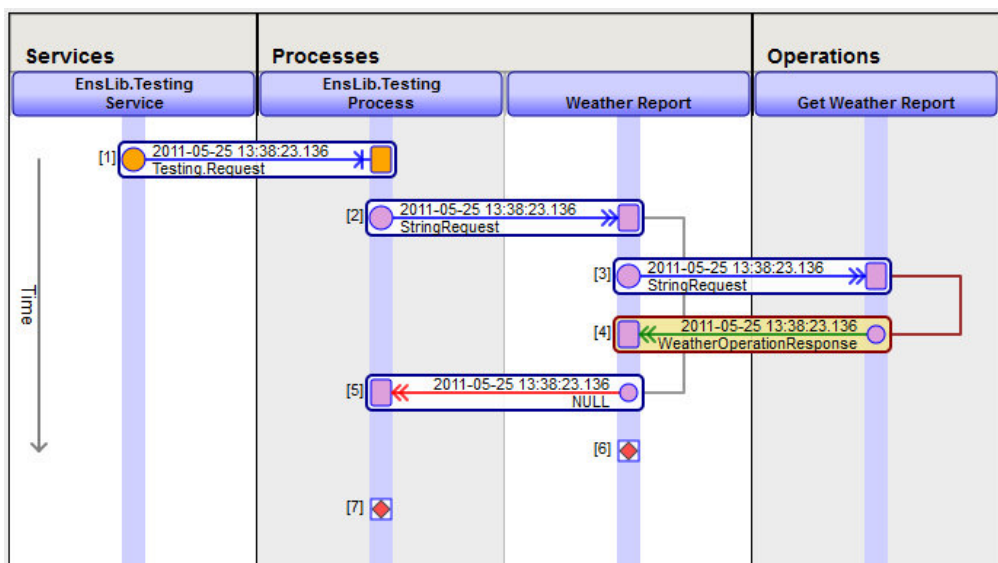 Services
Processes
Operations
EnsLib.Testing
Service
EnsLib.Testing
Process
Weather Report
Get Weather Report
[1]
2011-05-25 13:38:23.136
Testing.Request
[2]
2011-05-25 13:38:23.136
StringRequest
[3]
2011-05-25 13:38:23.136
StringRequest
Time
[4]
2011-05-25 13:38:23.136
WeatherOperationResponse
[5]
2011-05-25 13:38:23.136
NULL
[6]
[7]